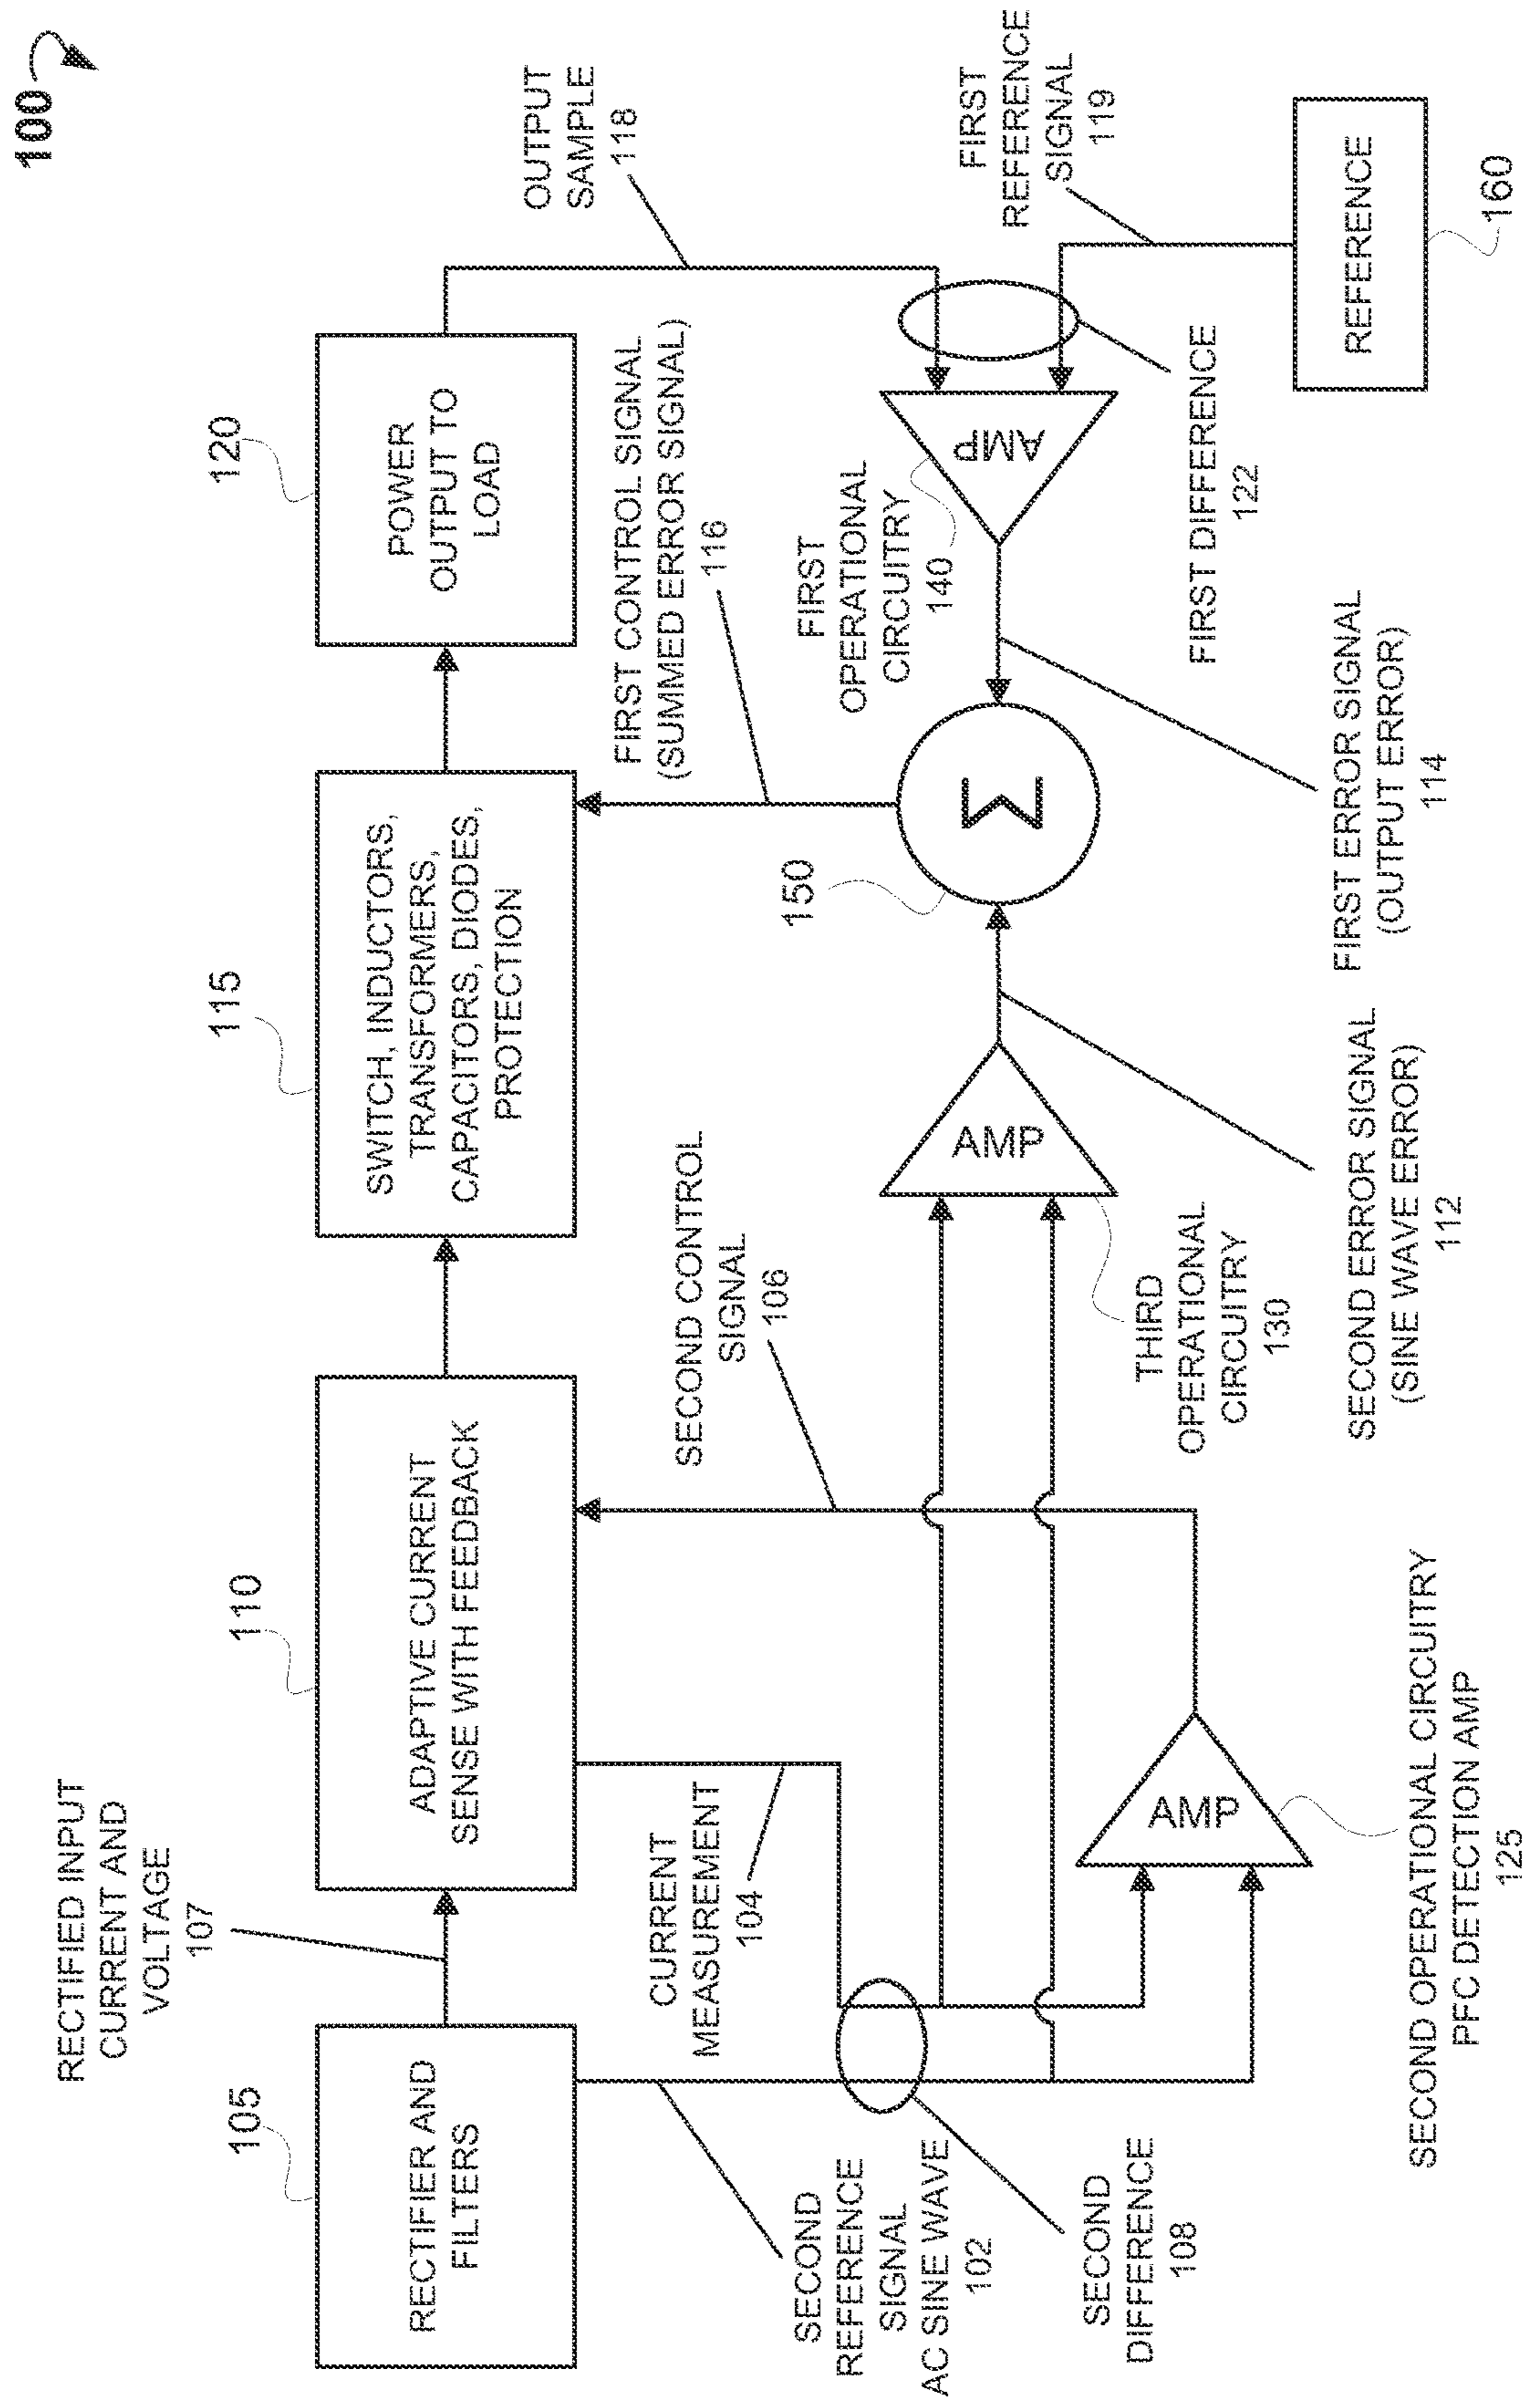 100
RECTIFIED INPUT
CURRENT AND
VOLTAGE
107
105
RECTIFIER AND
FILTERS
110
ADAPTIVE CURRENT
SENSE WITH FEEDBACK
115
SWITCH, INDUCTORS,
TRANSFORMERS,
CAPACITORS, DIODES,
PROTECTION
120
POWER
OUTPUT TO
LOAD
OUTPUT
SAMPLE
118
CURRENT
MEASUREMENT
104
SECOND CONTROL
SIGNAL
106
FIRST CONTROL SIGNAL
(SUMMED ERROR SIGNAL)
116
SECOND
REFERENCE
SIGNAL
AC SINE WAVE
102
SECOND
DIFFERENCE
108
AMP
SECOND OPERATIONAL CIRCUITRY
PFC DETECTION AMP
125
AMP
THIRD
OPERATIONAL
CIRCUITRY
130
150
Σ
SECOND ERROR SIGNAL
(SINE WAVE ERROR)
112
FIRST ERROR SIGNAL
(OUTPUT ERROR)
114
FIRST
OPERATIONAL
CIRCUITRY
140
AMP
FIRST DIFFERENCE
122
FIRST
REFERENCE
SIGNAL
119
REFERENCE
160